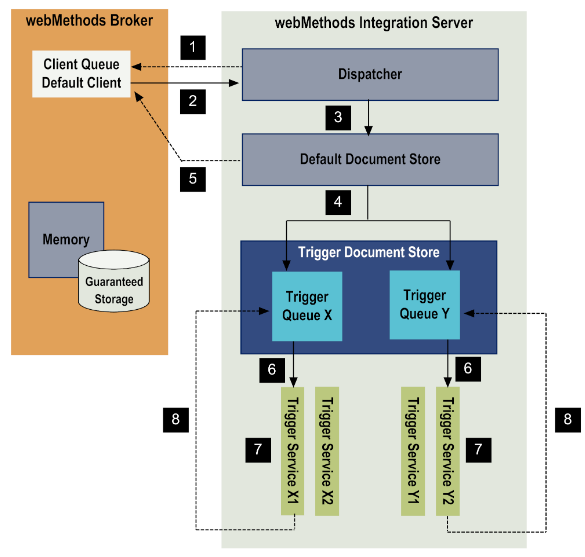 webMethods Broker
webMethods Integration Server
Client Queue
Default Client
1
2
Dispatcher
3
Default Document Store
5
4
Memory
Guaranteed
Storage
Trigger Document Store
Trigger
Queue X
Trigger
Queue Y
6
6
8
7
Trigger Service X1
Trigger Service X2
Trigger Service Y1
Trigger Service Y2
7
8